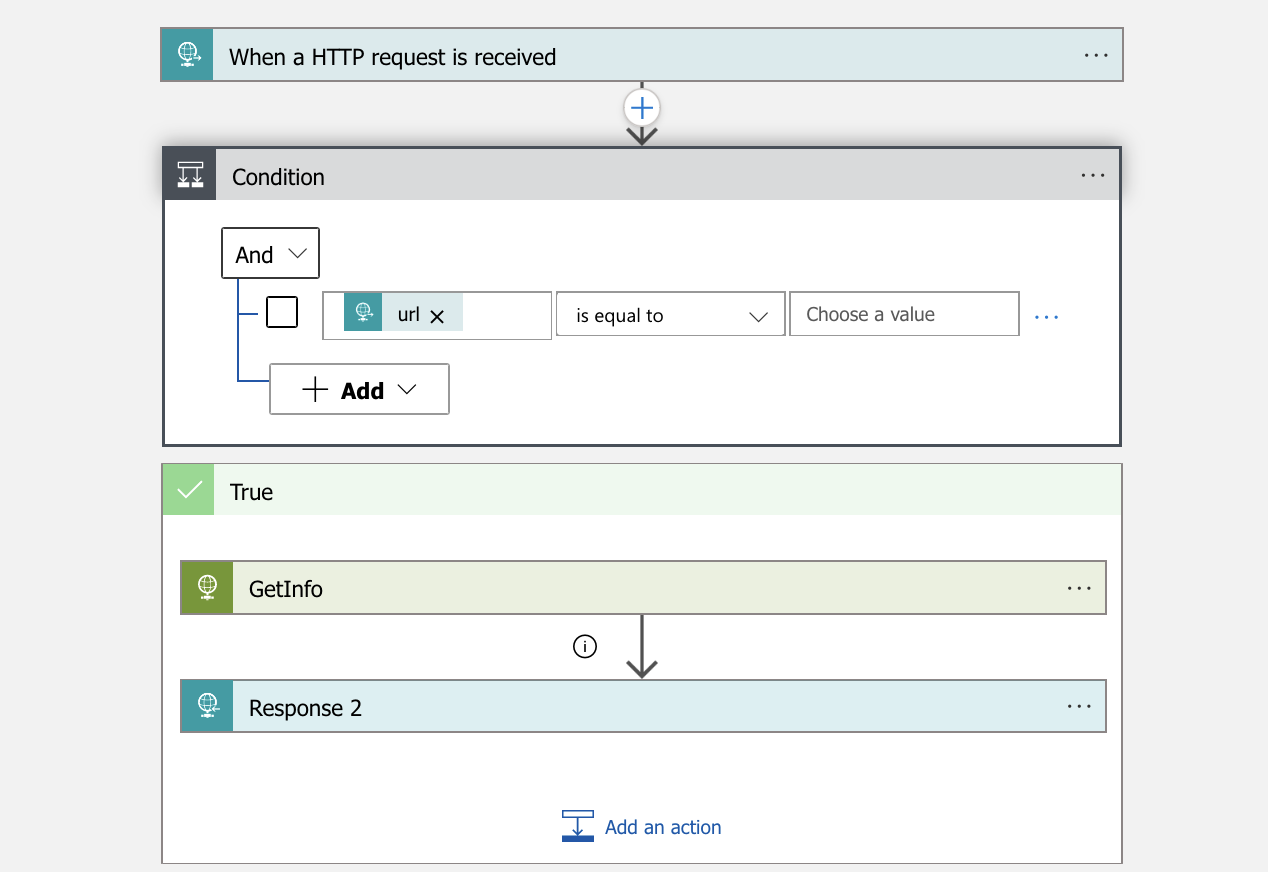 When a HTTP request is received
Condition
And
url is equal to Choose a value
Add
True
GetInfo
Response 2
Add an action